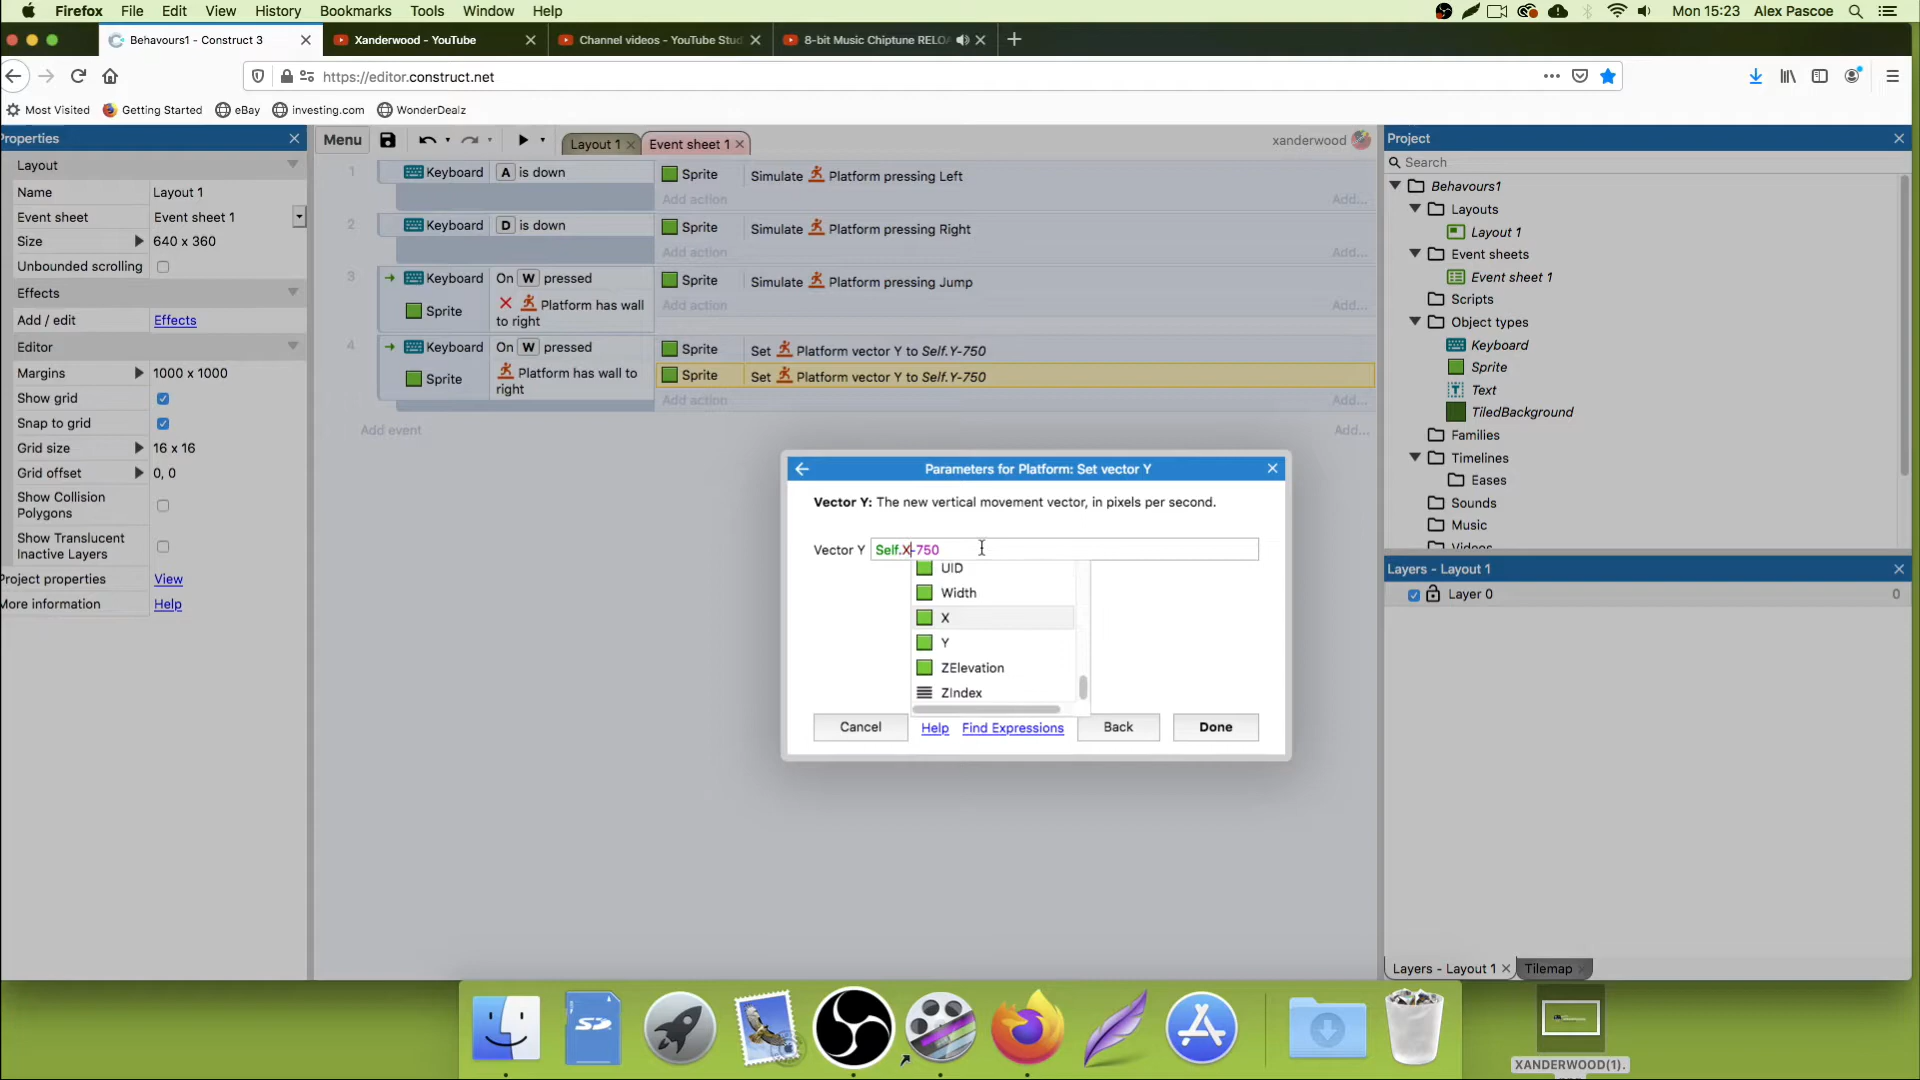 Firefox File Edit View History Bookmarks Tools Window Help Mon 15:23 Alex Pascoe
Behavours1 - Construct 3 Xanderwood - YouTube Channel videos - YouTube Stud 8-bit Music Chiptune RELOA
https://editor.construct.net
Most Visited Getting Started eBay investing.com WonderDealz
Properties
Layout
Name Layout 1
Event sheet Event sheet 1
Size 640 x 360
Unbounded scrolling
Effects
Add / edit Effects
Editor
Margins 1000 x 1000
Show grid
Snap to grid
Grid size 16 x 16
Grid offset 0, 0
Show Collision
Polygons
Show Translucent
Inactive Layers
Project properties View
More information Help
Menu Layout 1 Event sheet 1 xanderwood
1 Keyboard A is down Sprite Simulate Platform pressing Left
Add action Add...
2 Keyboard D is down Sprite Simulate Platform pressing Right
Add action Add...
3 Keyboard On W pressed Sprite Simulate Platform pressing Jump
Sprite Platform has wall
to right
Add action Add...
4 Keyboard On W pressed Sprite Set Platform vector Y to Self.Y-750
Sprite Platform has wall to
right
Sprite Set Platform vector Y to Self.Y-750
Add action Add...
Add event Add...
Parameters for Platform: Set vector Y
Vector Y: The new vertical movement vector, in pixels per second.
Vector Y Self.X-750
UID
Width
X
Y
ZElevation
ZIndex
Cancel Help Find Expressions Back Done
Project
Search
Behavours1
Layouts
Layout 1
Event sheets
Event sheet 1
Scripts
Object types
Keyboard
Sprite
Text
TiledBackground
Families
Timelines
Eases
Sounds
Music
Videos
Layers - Layout 1
Layer 0 0
Layers - Layout 1 Tilemap
XANDERWOOD(1).